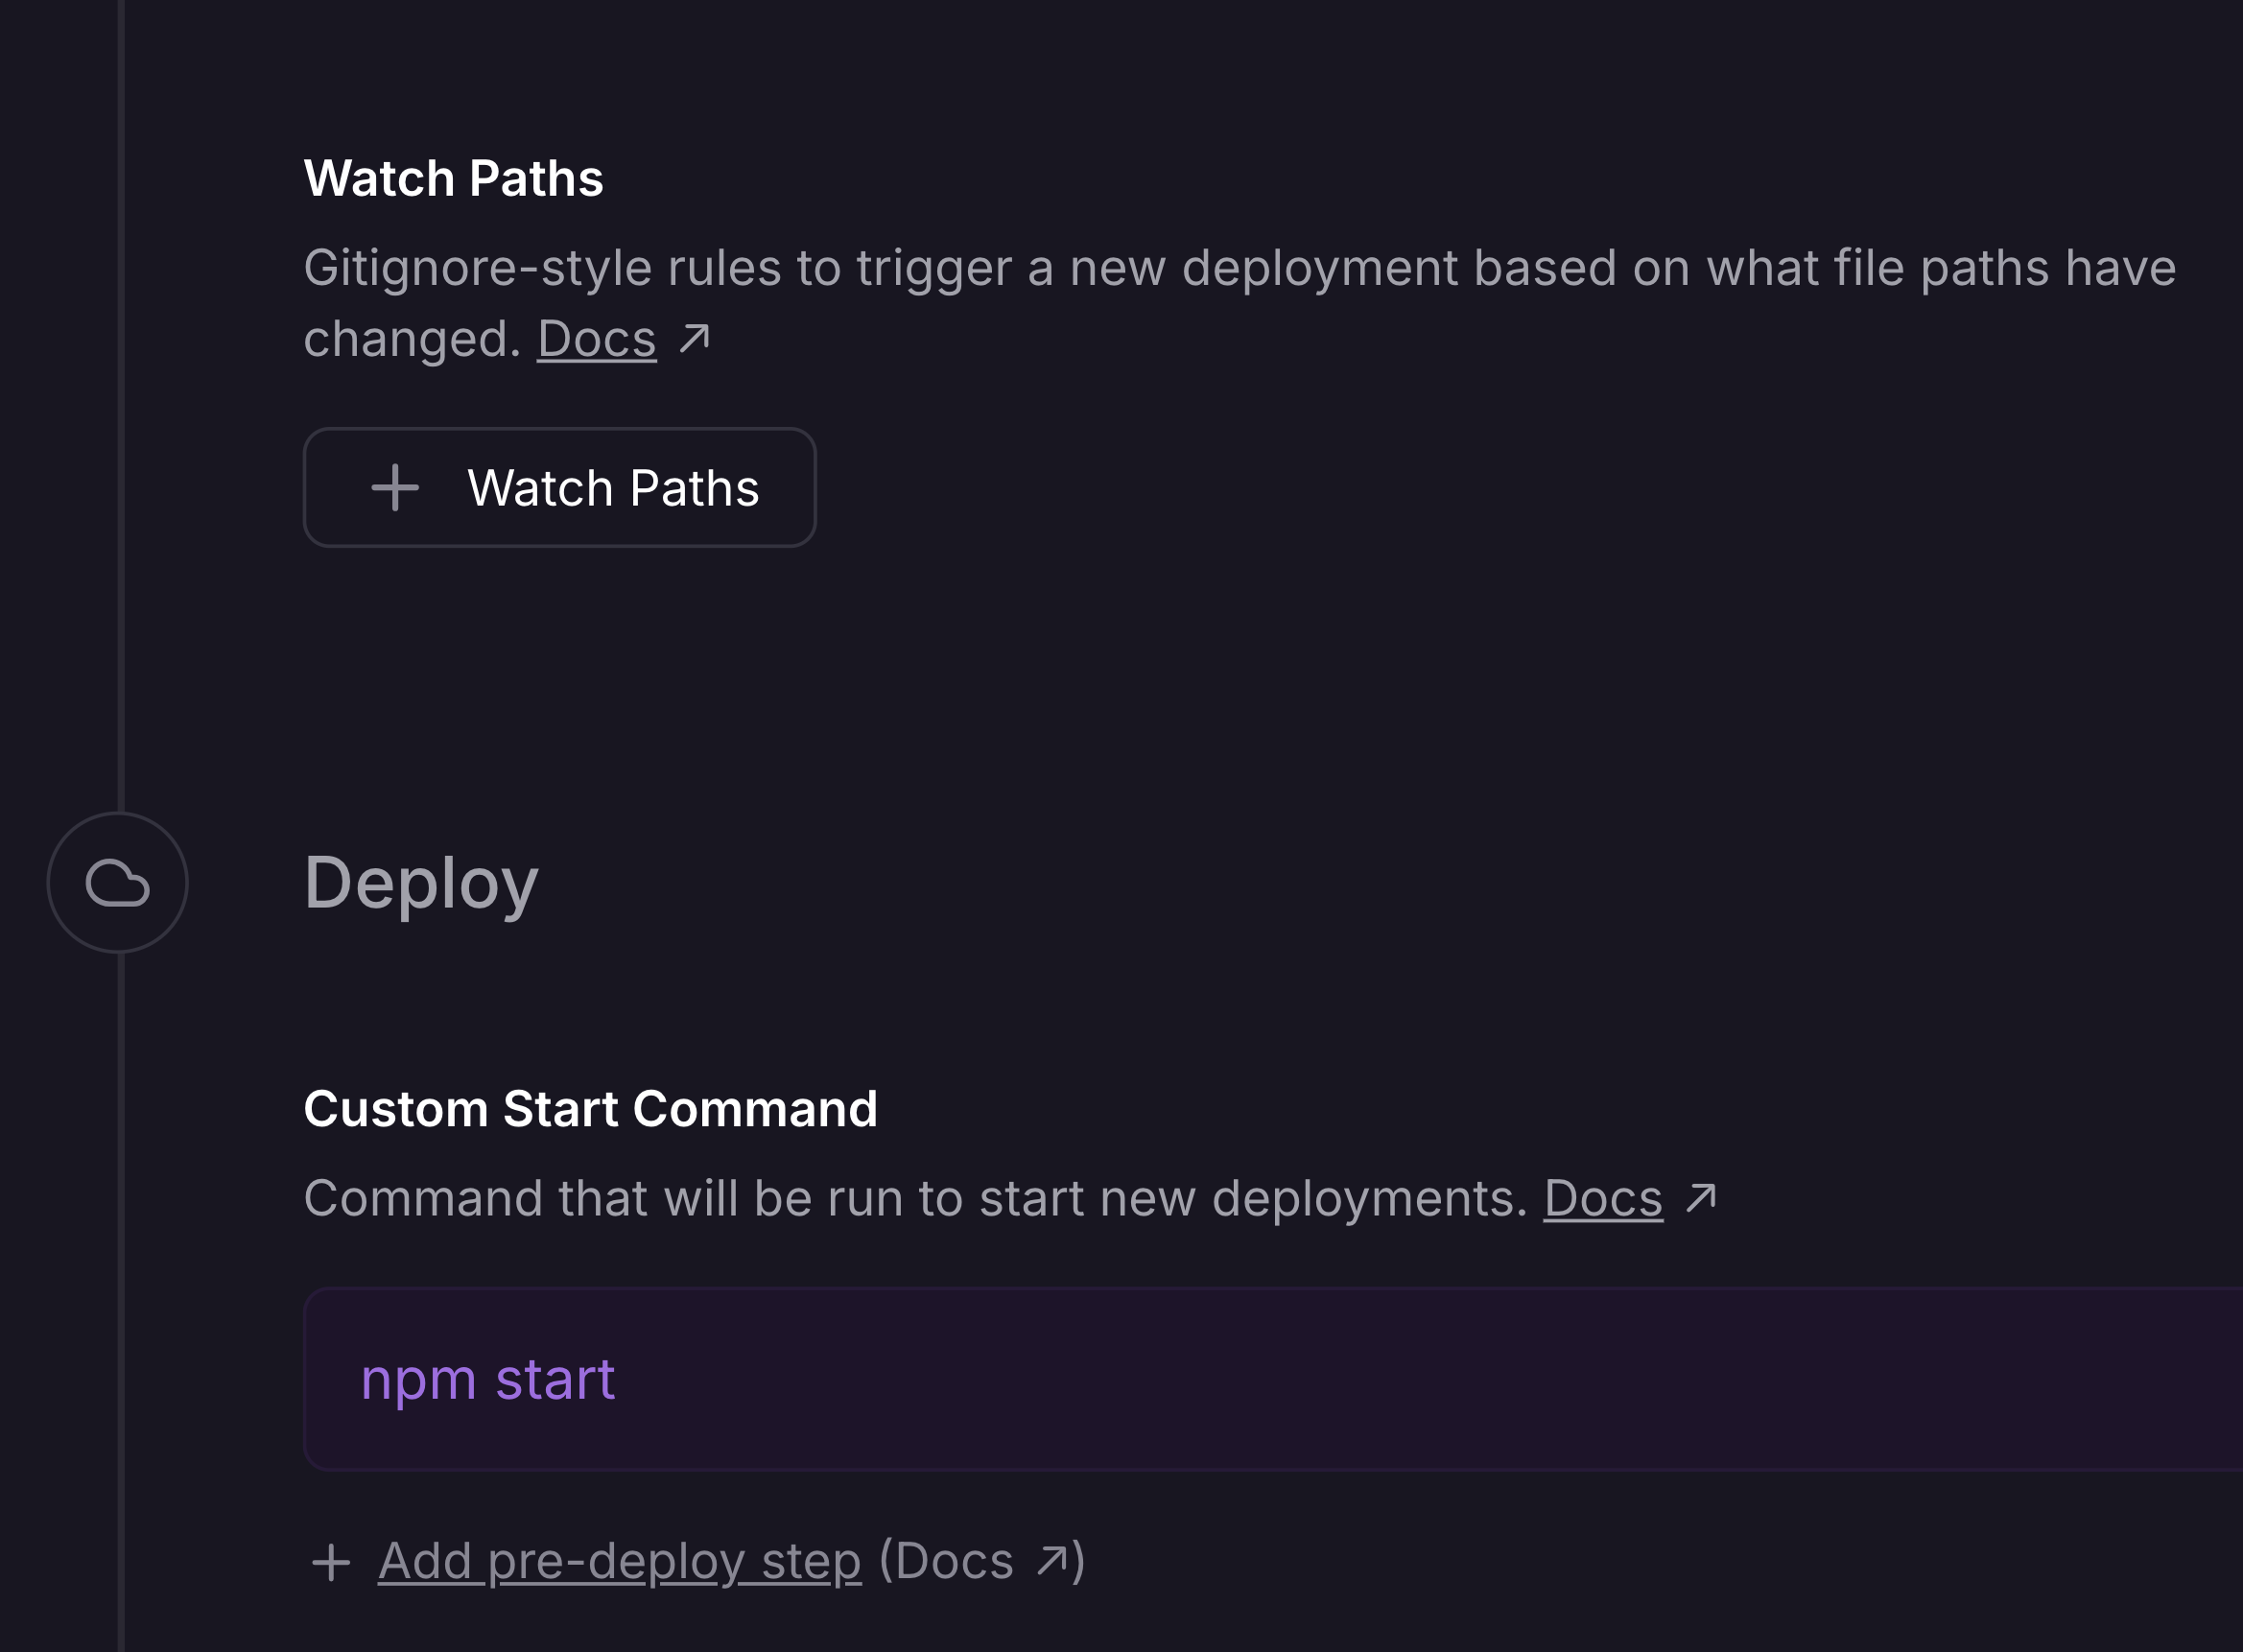 Watch Paths
Gitignore-style rules to trigger a new deployment based on what file paths have
changed. Docs ↗
+ Watch Paths
Deploy
Custom Start Command
Command that will be run to start new deployments. Docs ↗
npm start
+ Add pre-deploy step (Docs ↗)